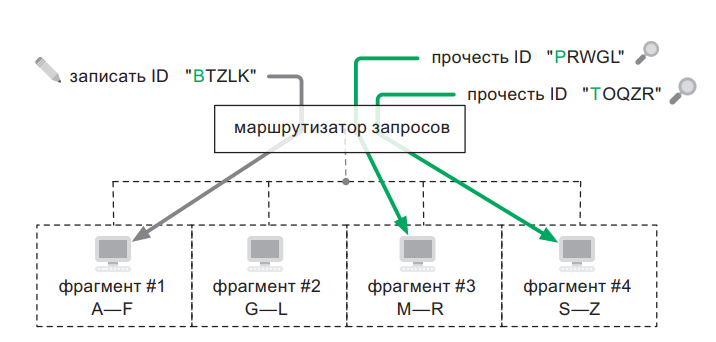 прочесть ID "PRWGL"
записать ID "BTZLK"
прочесть ID "TOQZR"
маршрутизатор запросов
фрагмент #1
A—F
фрагмент #2
G—L
фрагмент #3
M—R
фрагмент #4
S—Z